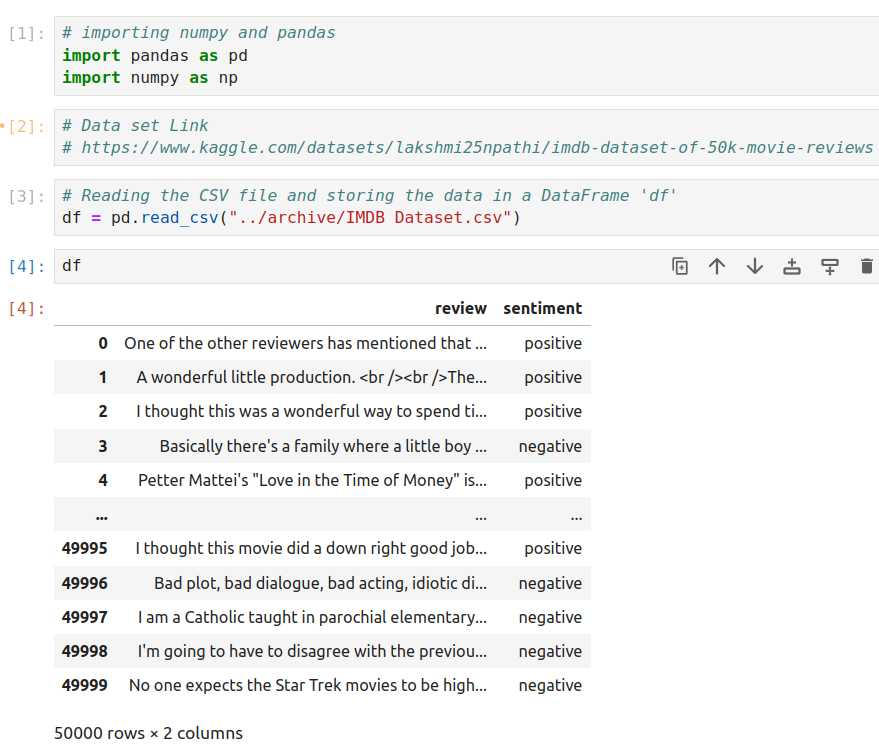 [1]: # importing numpy and pandas
import pandas as pd
import numpy as np
[2]: # Data set Link
# https://www.kaggle.com/datasets/lakshmi25npathi/imdb-dataset-of-50k-movie-reviews
[3]: # Reading the CSV file and storing the data in a DataFrame 'df'
df = pd.read_csv("../archive/IMDB Dataset.csv")
[4]: df
[4]: review sentiment
0 One of the other reviewers has mentioned that ... positive
1 A wonderful little production. <br /><br />The... positive
2 I thought this was a wonderful way to spend ti... positive
3 Basically there's a family where a little boy ... negative
4 Petter Mattei's "Love in the Time of Money" is... positive
... ... ...
49995 I thought this movie did a down right good job... positive
49996 Bad plot, bad dialogue, bad acting, idiotic di... negative
49997 I am a Catholic taught in parochial elementary... negative
49998 I'm going to have to disagree with the previou... negative
49999 No one expects the Star Trek movies to be high... negative
50000 rows × 2 columns